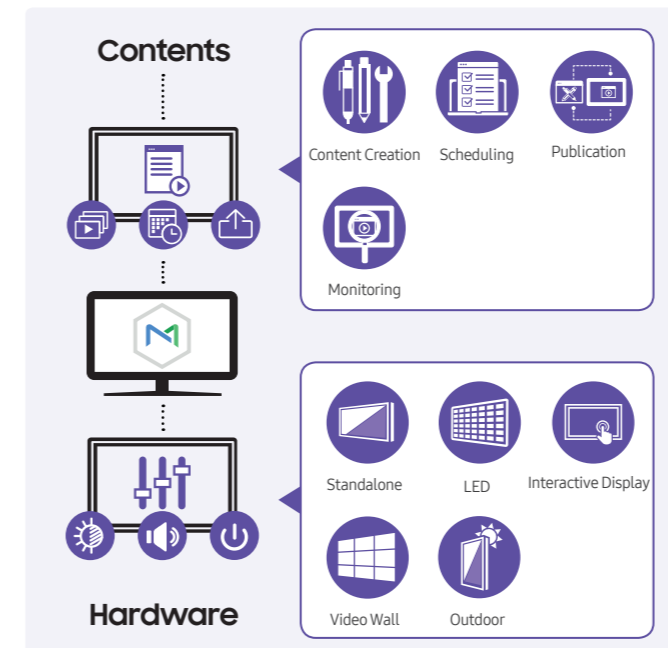 Contents
Content Creation
Scheduling
Publication
Monitoring
Standalone
LED
Interactive Display
Video Wall
Outdoor
Hardware